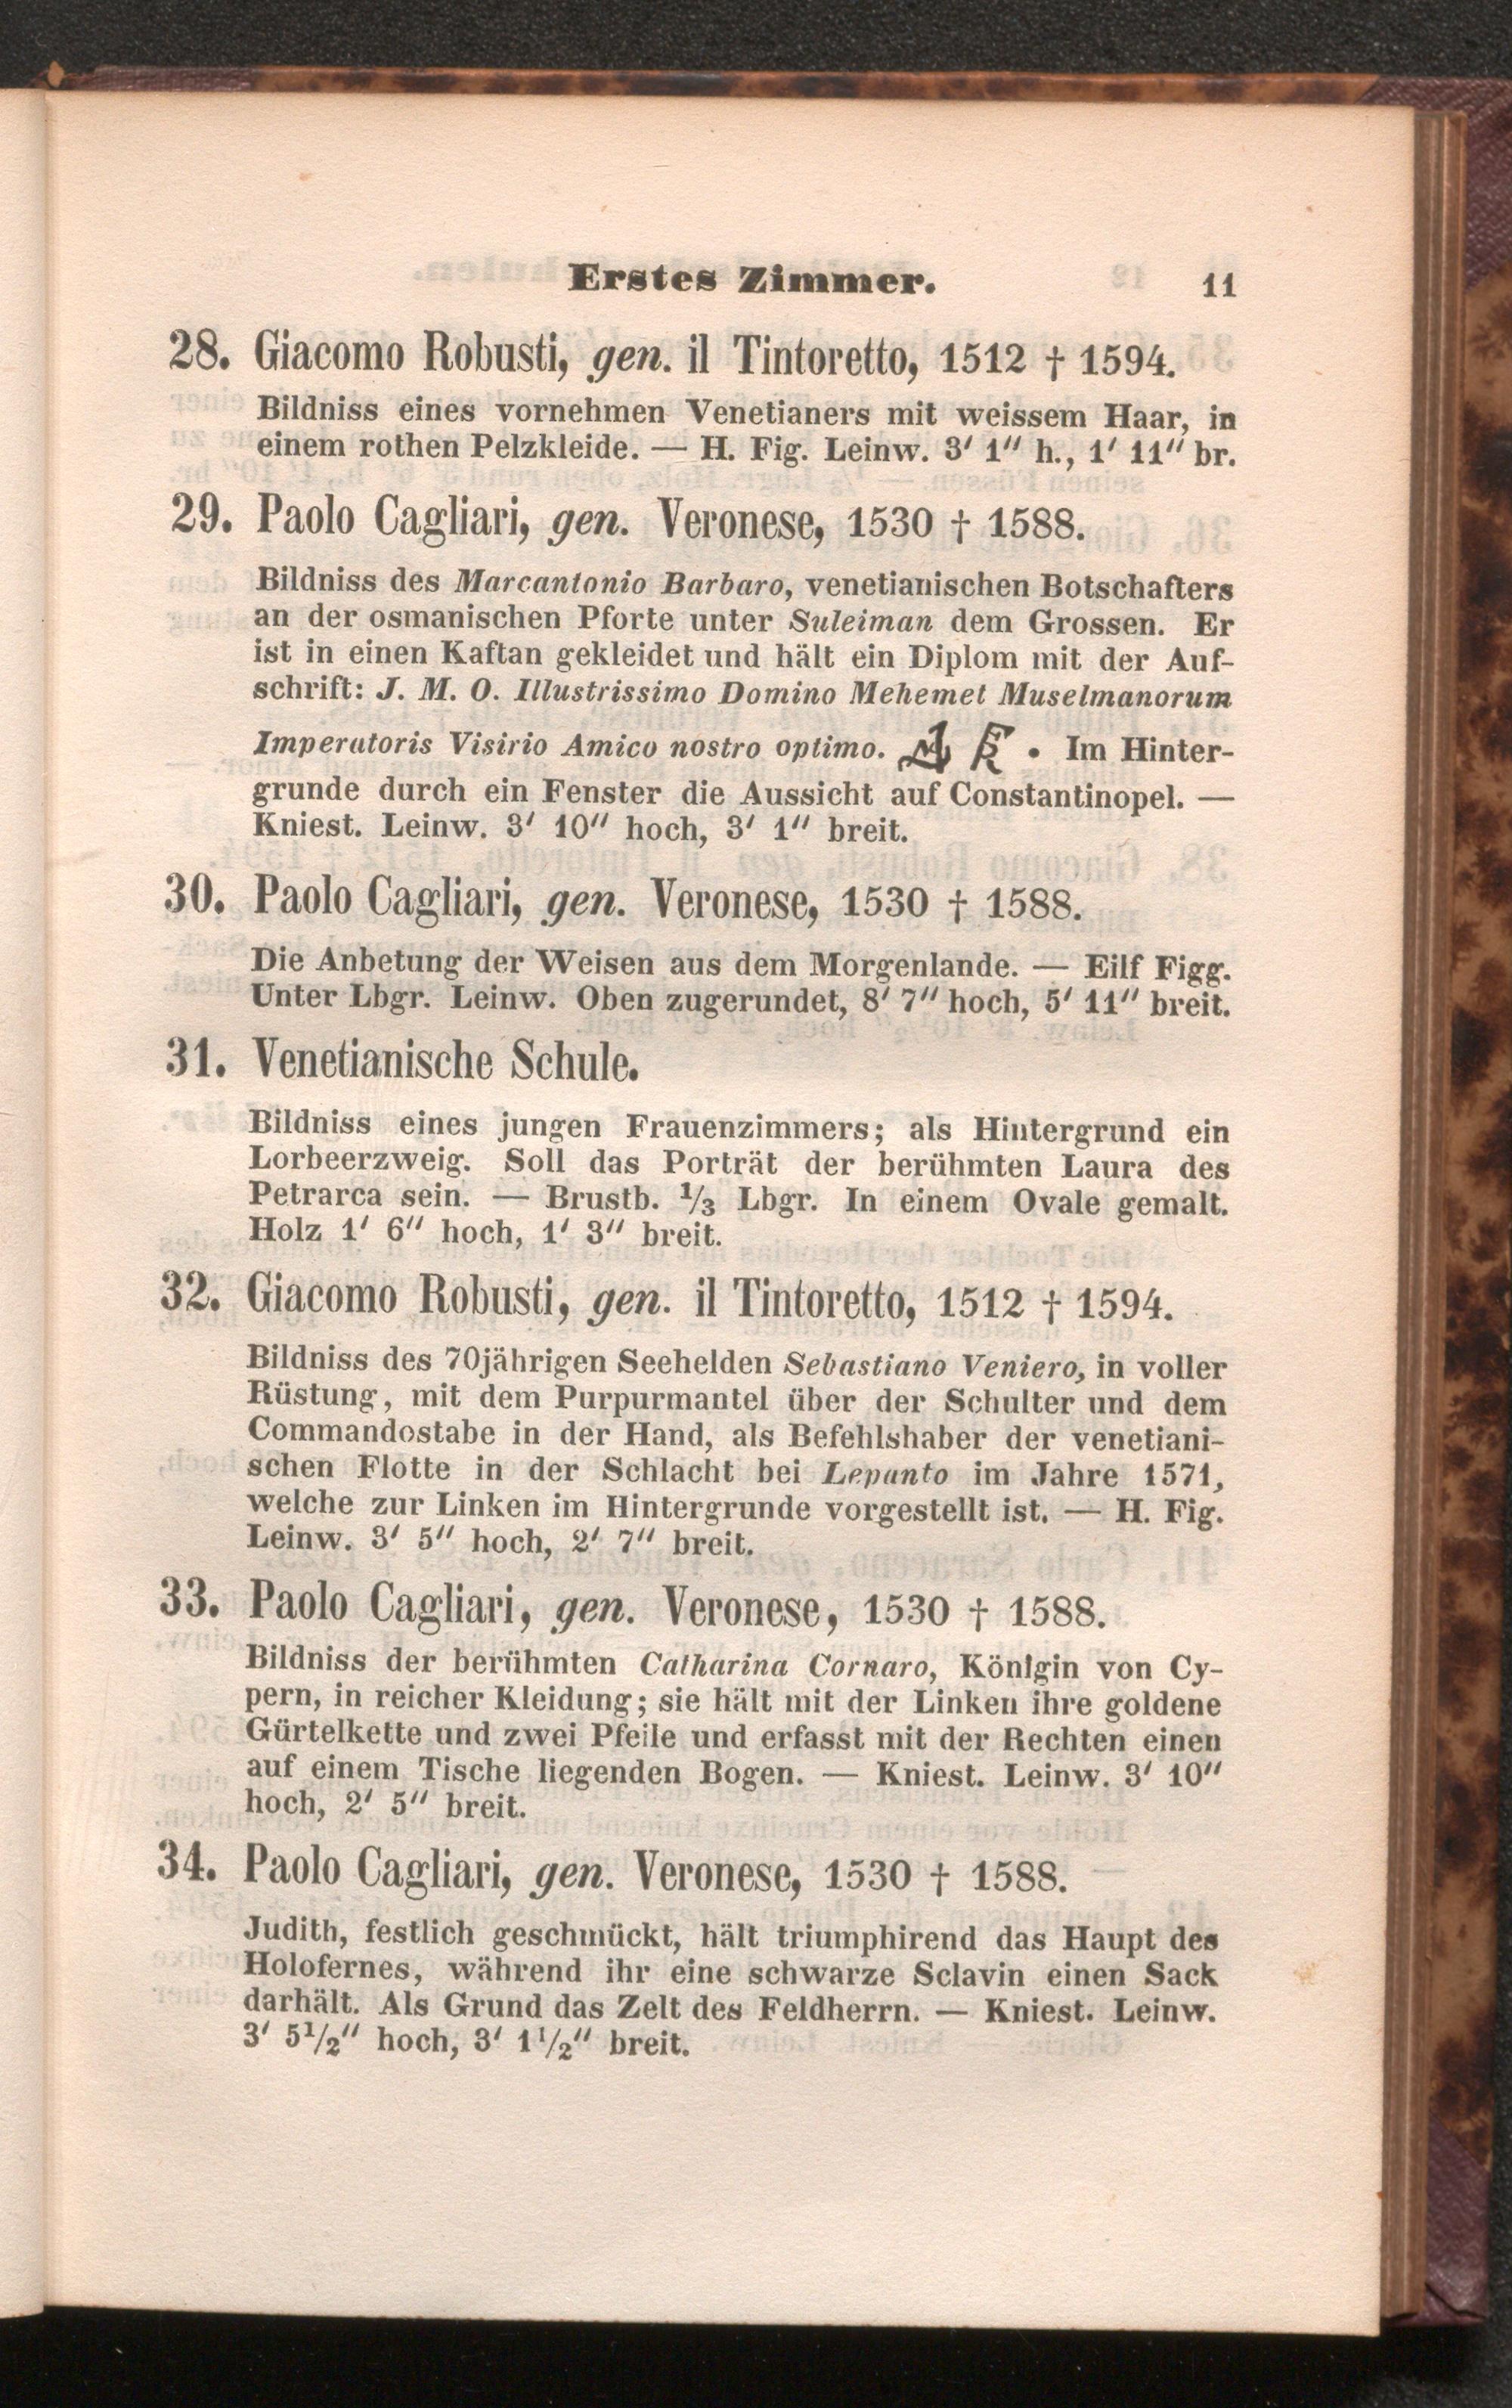 Erstes Zimmer. 11
28. Giacomo Robusti, gen. il Tintoretto, 1512 † 1594.
Bildniss eines vornehmen Venetianers mit weissem Haar, in
einem rothen Pelzkleide. — H. Fig. Leinw. 3′ 1″ h., 1′ 11″ br.
29. Paolo Cagliari, gen. Veronese, 1530 † 1588.
Bildniss des Marcantonio Barbaro, venetianischen Botschafters
an der osmanischen Pforte unter Suleiman dem Grossen. Er
ist in einen Kaftan gekleidet und hält ein Diplom mit der Auf-
schrift: J. M. O. Illustrissimo Domino Mehemet Muselmanorum
Imperatoris Visirio Amico nostro optimo. . Im Hinter-
grunde durch ein Fenster die Aussicht auf Constantinopel. —
Kniest. Leinw. 3′ 10″ hoch, 3′ 1″ breit.
30. Paolo Cagliari, gen. Veronese, 1530 † 1588.
Die Anbetung der Weisen aus dem Morgenlande. — Eilf Figg.
Unter Lbgr. Leinw. Oben zugerundet, 8′ 7″ hoch, 5′ 11″ breit.
31. Venetianische Schule.
Bildniss eines jungen Frauenzimmers; als Hintergrund ein
Lorbeerzweig. Soll das Porträt der berühmten Laura des
Petrarca sein. — Brustb. 1/3 Lbgr. In einem Ovale gemalt.
Holz 1′ 6″ hoch, 1′ 3″ breit.
32. Giacomo Robusti, gen. il Tintoretto, 1512 † 1594.
Bildniss des 70jährigen Seehelden Sebastiano Veniero, in voller
Rüstung, mit dem Purpurmantel über der Schulter und dem
Commandostabe in der Hand, als Befehlshaber der venetiani-
schen Flotte in der Schlacht bei Lepanto im Jahre 1571,
welche zur Linken im Hintergrunde vorgestellt ist. — H. Fig.
Leinw. 3′ 5″ hoch, 2′ 7″ breit.
33. Paolo Cagliari, gen. Veronese, 1530 † 1588.
Bildniss der berühmten Catharina Cornaro, Königin von Cy-
pern, in reicher Kleidung; sie hält mit der Linken ihre goldene
Gürtelkette und zwei Pfeile und erfasst mit der Rechten einen
auf einem Tische liegenden Bogen. — Kniest. Leinw. 3′ 10″
hoch, 2′ 5″ breit.
34. Paolo Cagliari, gen. Veronese, 1530 † 1588.
Judith, festlich geschmückt, hält triumphirend das Haupt des
Holofernes, während ihr eine schwarze Sclavin einen Sack
darhält. Als Grund das Zelt des Feldherrn. — Kniest. Leinw.
3′ 5 1/2″ hoch, 3′ 1 1/2″ breit.